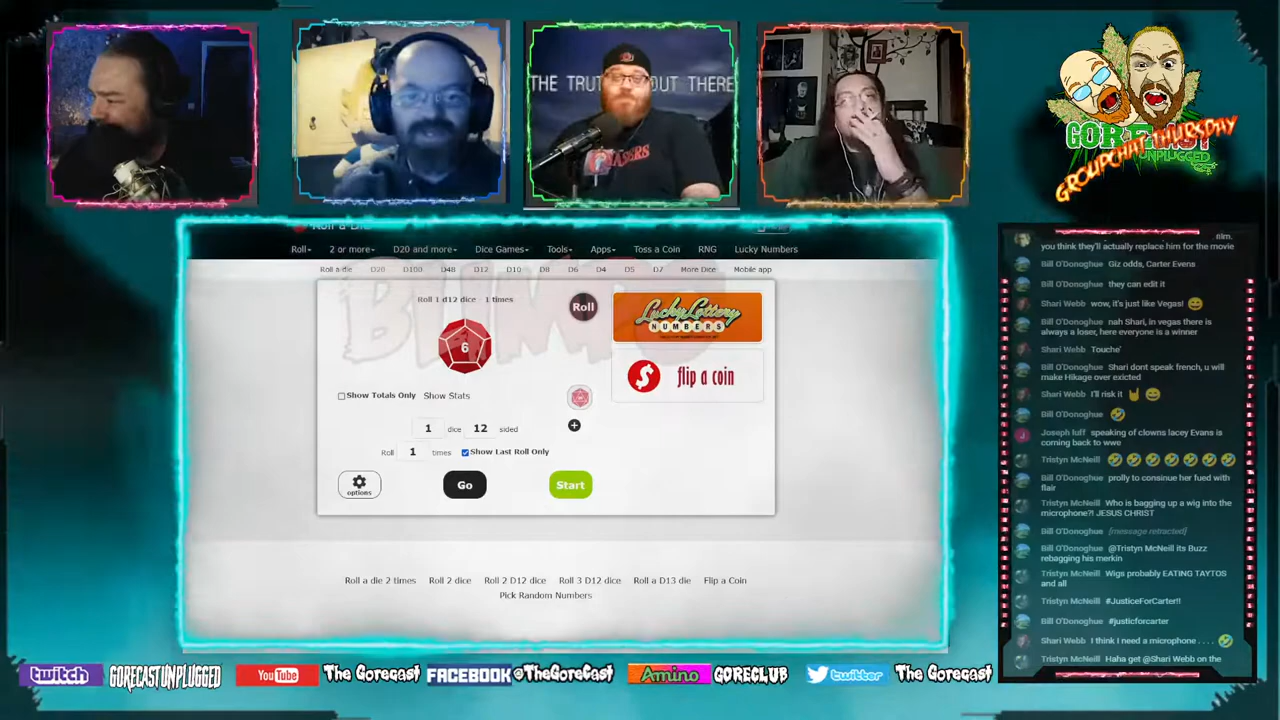 THE TRUT OUT THERE
GORECAST
UNPLUGGED
GROUPCHAT THURSDAY
Roll a Die
Roll 2 or more D20 and more Dice Games Tools Apps Toss a Coin RNG Lucky Numbers
Roll a die D20 D100 D48 D12 D10 D8 D6 D4 D5 D7 More Dice Mobile app
Roll 1 d12 dice - 1 times
Roll
6
Lucky Lottery
NUMBERS
$ flip a coin
Show Totals Only Show Stats
1 dice 12 sided
Roll 1 times Show Last Roll Only
options
Go
Start
Roll a die 2 times Roll 2 dice Roll 2 D12 dice Roll 3 D12 dice Roll a D13 die Flip a Coin
Pick Random Numbers
film.
you think they'll actually replace him for the movie
Bill O'Donoghue Giz odds, Carter Evens
Bill O'Donoghue they can edit it
Shari Webb wow, it's just like Vegas! 😄
Bill O'Donoghue nah Shari, in vegas there is
always a loser, here everyone is a winner
Shari Webb Touche'
Bill O'Donoghue Shari dont speak french, u will
make Hikage over exicted
Shari Webb I'll risk it 🤘 😄
Bill O'Donoghue 🤣
Joseph luff speaking of clowns lacey Evans is
coming back to wwe
Tristyn McNeill 🤣🤣🤣🤣🤣🤣🤣
Bill O'Donoghue prolly to consinue her fued with
flair
Tristyn McNeill Who is bagging up a wig into the
microphone?! JESUS CHRIST
Bill O'Donoghue [message retracted]
Bill O'Donoghue @Tristyn McNeill its Buzz
rebagging his merkin
Tristyn McNeill Wigs probably EATING TAYTOS
and all
Tristyn McNeill #JusticeForCarter!!
Bill O'Donoghue #justicforcarter
Shari Webb I think I need a microphone . . . . 🤣
Tristyn McNeill Haha get @Shari Webb on the
twitch GORECASTUNPLUGGED YouTube The Gorecast FACEBOOK @TheGoreCast Amino GORECLUB twitter The Gorecast